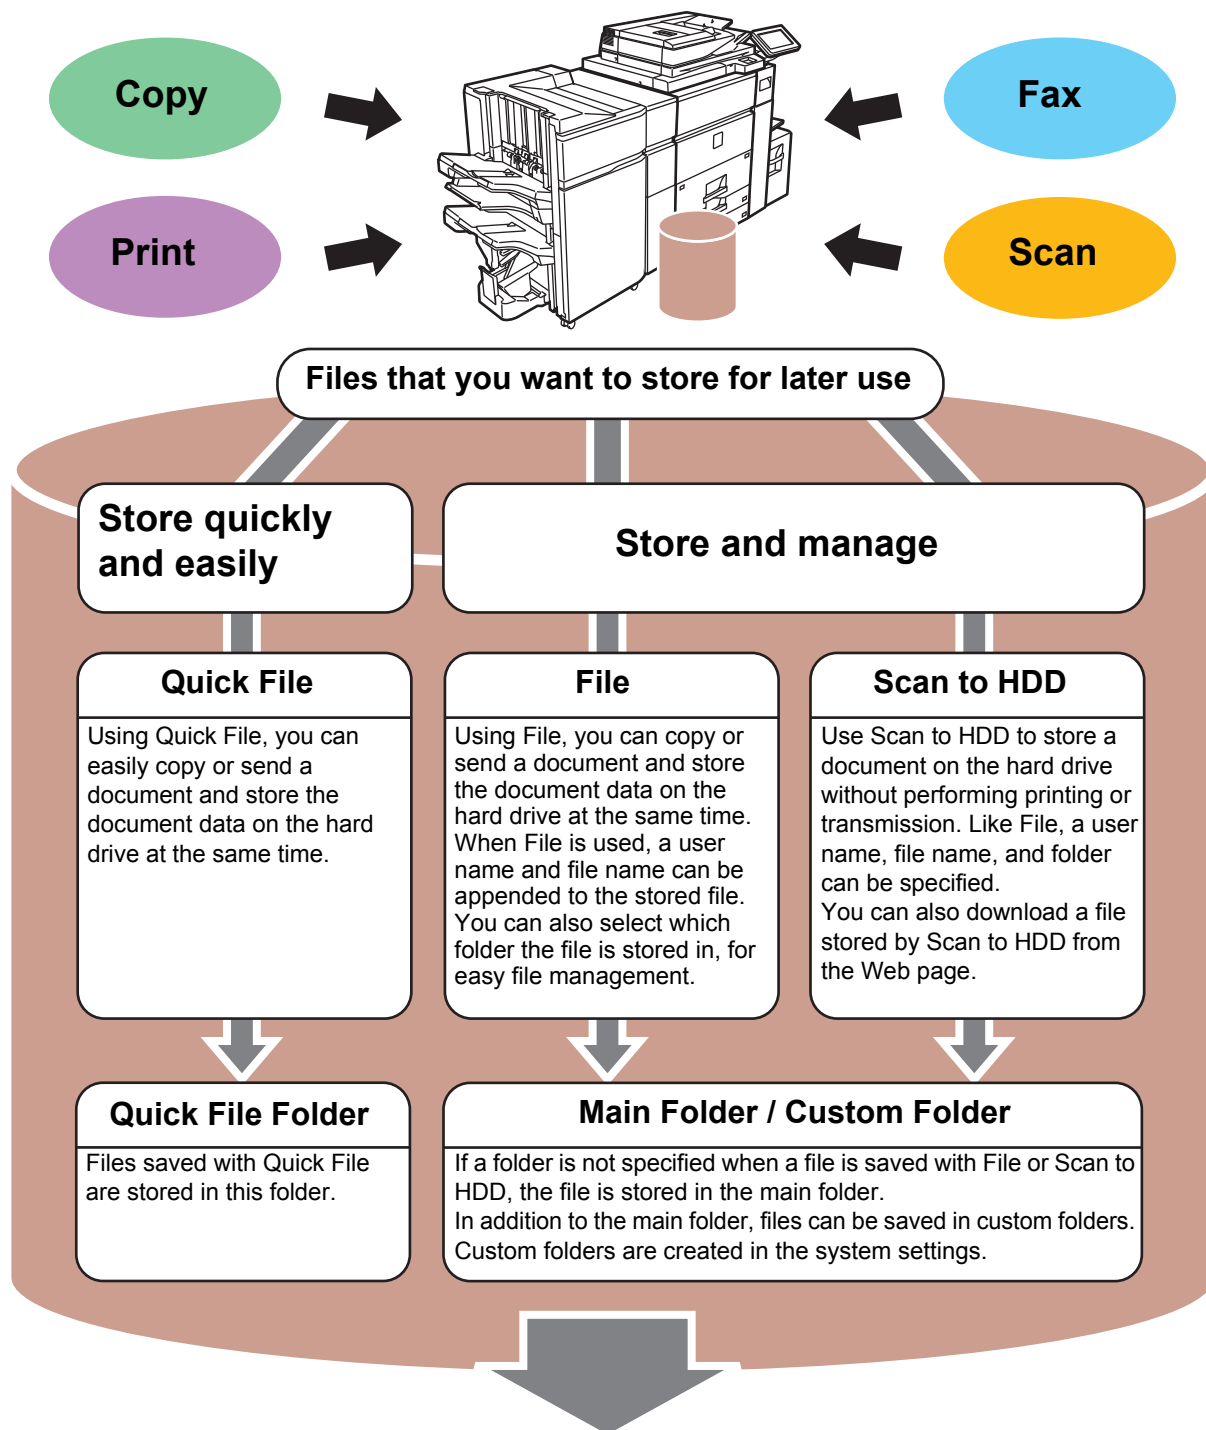 Copy
Fax
Print
Scan
Files that you want to store for later use
Store quickly
and easily
Store and manage
Quick File
Using Quick File, you can
easily copy or send a
document and store the
document data on the hard
drive at the same time.
File
Using File, you can copy or
send a document and store
the document data on the
hard drive at the same time.
When File is used, a user
name and file name can be
appended to the stored file.
You can also select which
folder the file is stored in, for
easy file management.
Scan to HDD
Use Scan to HDD to store a
document on the hard drive
without performing printing or
transmission. Like File, a user
name, file name, and folder
can be specified.
You can also download a file
stored by Scan to HDD from
the Web page.
Quick File Folder
Files saved with Quick File
are stored in this folder.
Main Folder / Custom Folder
If a folder is not specified when a file is saved with File or Scan to
HDD, the file is stored in the main folder.
In addition to the main folder, files can be saved in custom folders.
Custom folders are created in the system settings.